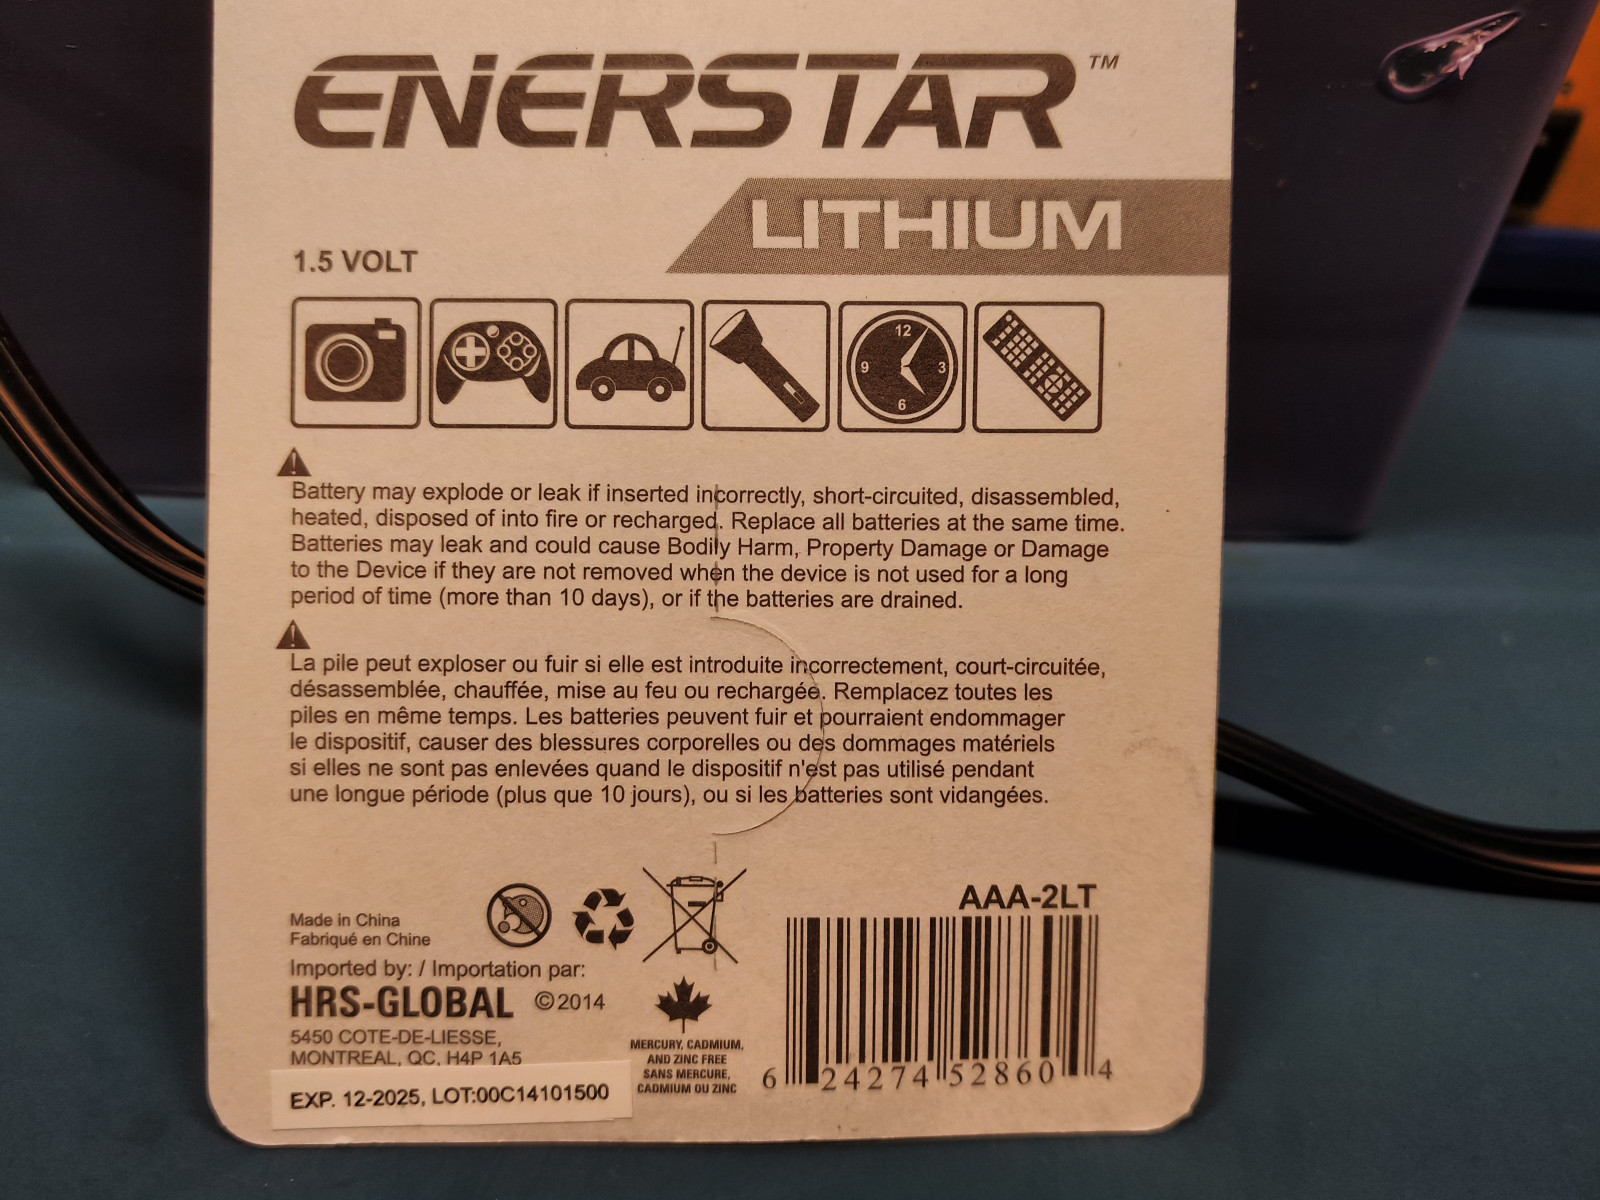 ENERSTAR™
LITHIUM
1.5 VOLT
12
9 3
6
Battery may explode or leak if inserted incorrectly, short-circuited, disassembled,
heated, disposed of into fire or recharged. Replace all batteries at the same time.
Batteries may leak and could cause Bodily Harm, Property Damage or Damage
to the Device if they are not removed when the device is not used for a long
period of time (more than 10 days), or if the batteries are drained.
La pile peut exploser ou fuir si elle est introduite incorrectement, court-circuitée,
désassemblée, chauffée, mise au feu ou rechargée. Remplacez toutes les
piles en même temps. Les batteries peuvent fuir et pourraient endommager
le dispositif, causer des blessures corporelles ou des dommages matériels
si elles ne sont pas enlevées quand le dispositif n'est pas utilisé pendant
une longue période (plus que 10 jours), ou si les batteries sont vidangées.
Made in China
Fabriqué en Chine
Imported by: / Importation par:
HRS-GLOBAL ©2014
5450 COTE-DE-LIESSE,
MONTREAL, QC, H4P 1A5
EXP. 12-2025, LOT:00C14101500
MERCURY, CADMIUM,
AND ZINC FREE
SANS MERCURE,
CADMIUM OU ZINC
AAA-2LT
6 24274 52860 4